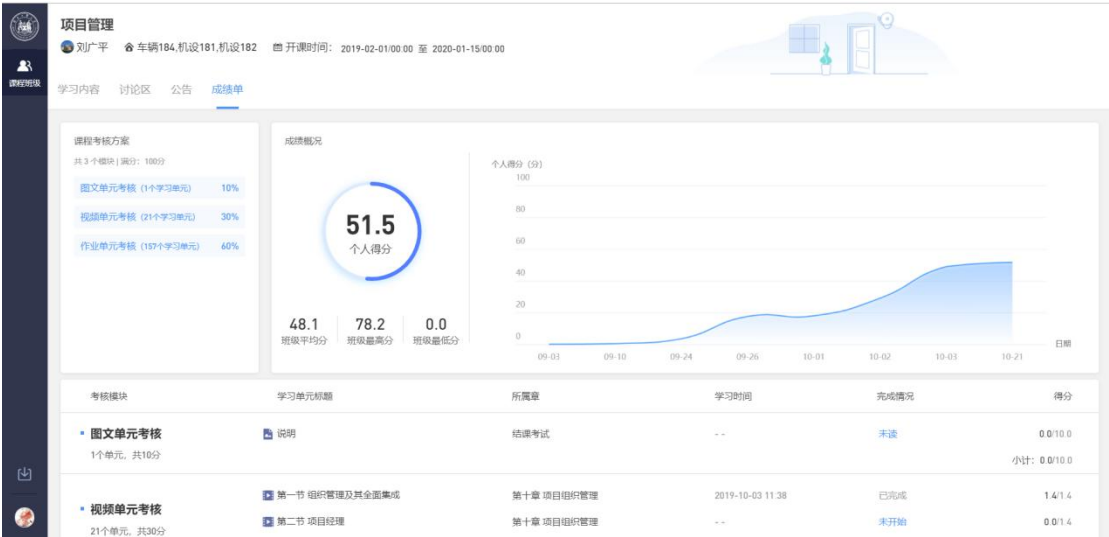 项目管理
刘广平 车辆184,机设181,机设182 开课时间: 2019-02-01/00:00 至 2020-01-15/00:00
课程班级
学习内容 讨论区 公告 成绩单
课程考核方案
共 3 个模块 | 满分: 100分
图文单元考核 (1个学习单元) 10%
视频单元考核 (21个学习单元) 30%
作业单元考核 (157个学习单元) 60%
成绩概况
51.5
个人得分
48.1 78.2 0.0
班级平均分 班级最高分 班级最低分
个人得分 (分)
100
80
60
40
20
0
09-03 09-10 09-24 09-26 10-01 10-02 10-03 10-21
日期
考核模块 学习单元标题 所属章 学习时间 完成情况 得分
图文单元考核 说明 结课考试 - - 未读 0.0/10.0
1个单元, 共10分
小计: 0.0/10.0
视频单元考核
21个单元, 共30分
第一节 组织管理及其全面集成 第十章 项目组织管理 2019-10-03 11:38 已完成 1.4/1.4
第二节 项目经理 第十章 项目组织管理 - - 未开始 0.0/1.4